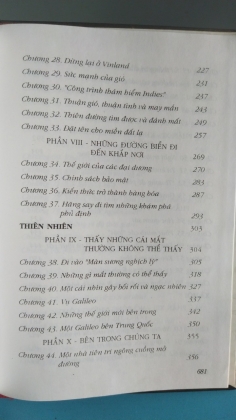 Chương 28. Dừng lại ở Vinland 227
Chương 29. Sức mạnh của gió 231
Chương 30. "Công trình thám hiểm Indies" 237
Chương 31. Thuận gió, thuận tình và may mắn 243
Chương 32. Thiên đường tìm được và đánh mất 249
Chương 33. Đặt tên cho miền đất lạ 257
PHẦN VIII - NHỮNG ĐƯỜNG BIỂN ĐI
ĐẾN KHẮP NƠI 269
Chương 34. Thế giới của các đại dương 270
Chương 35. Chính sách bảo mật 283
Chương 36. Kiến thức trở thành hàng hóa 287
Chương 37. Hăng say đi tìm những khám phá
phủ định 293
THIÊN NHIÊN 303
PHẦN IX - THẤY NHỮNG CÁI MẮT
THƯỜNG KHÔNG THỂ THẤY 304
Chương 38. Đi vào "Màn sương nghịch lý" 305
Chương 39. Những gì mắt thường có thể thấy 318
Chương 40. Một cái nhìn gây bối rối và ngạc nhiên 327
Chương 41. Vụ Galileo 337
Chương 42. Những thế giới mới bên trong 342
Chương 43. Một Galileo bên Trung Quốc 350
PHẦN X - BÊN TRONG CHÚNG TA 355
Chương 44. Một nhà tiên tri ngông cuồng mở
đường 356
681